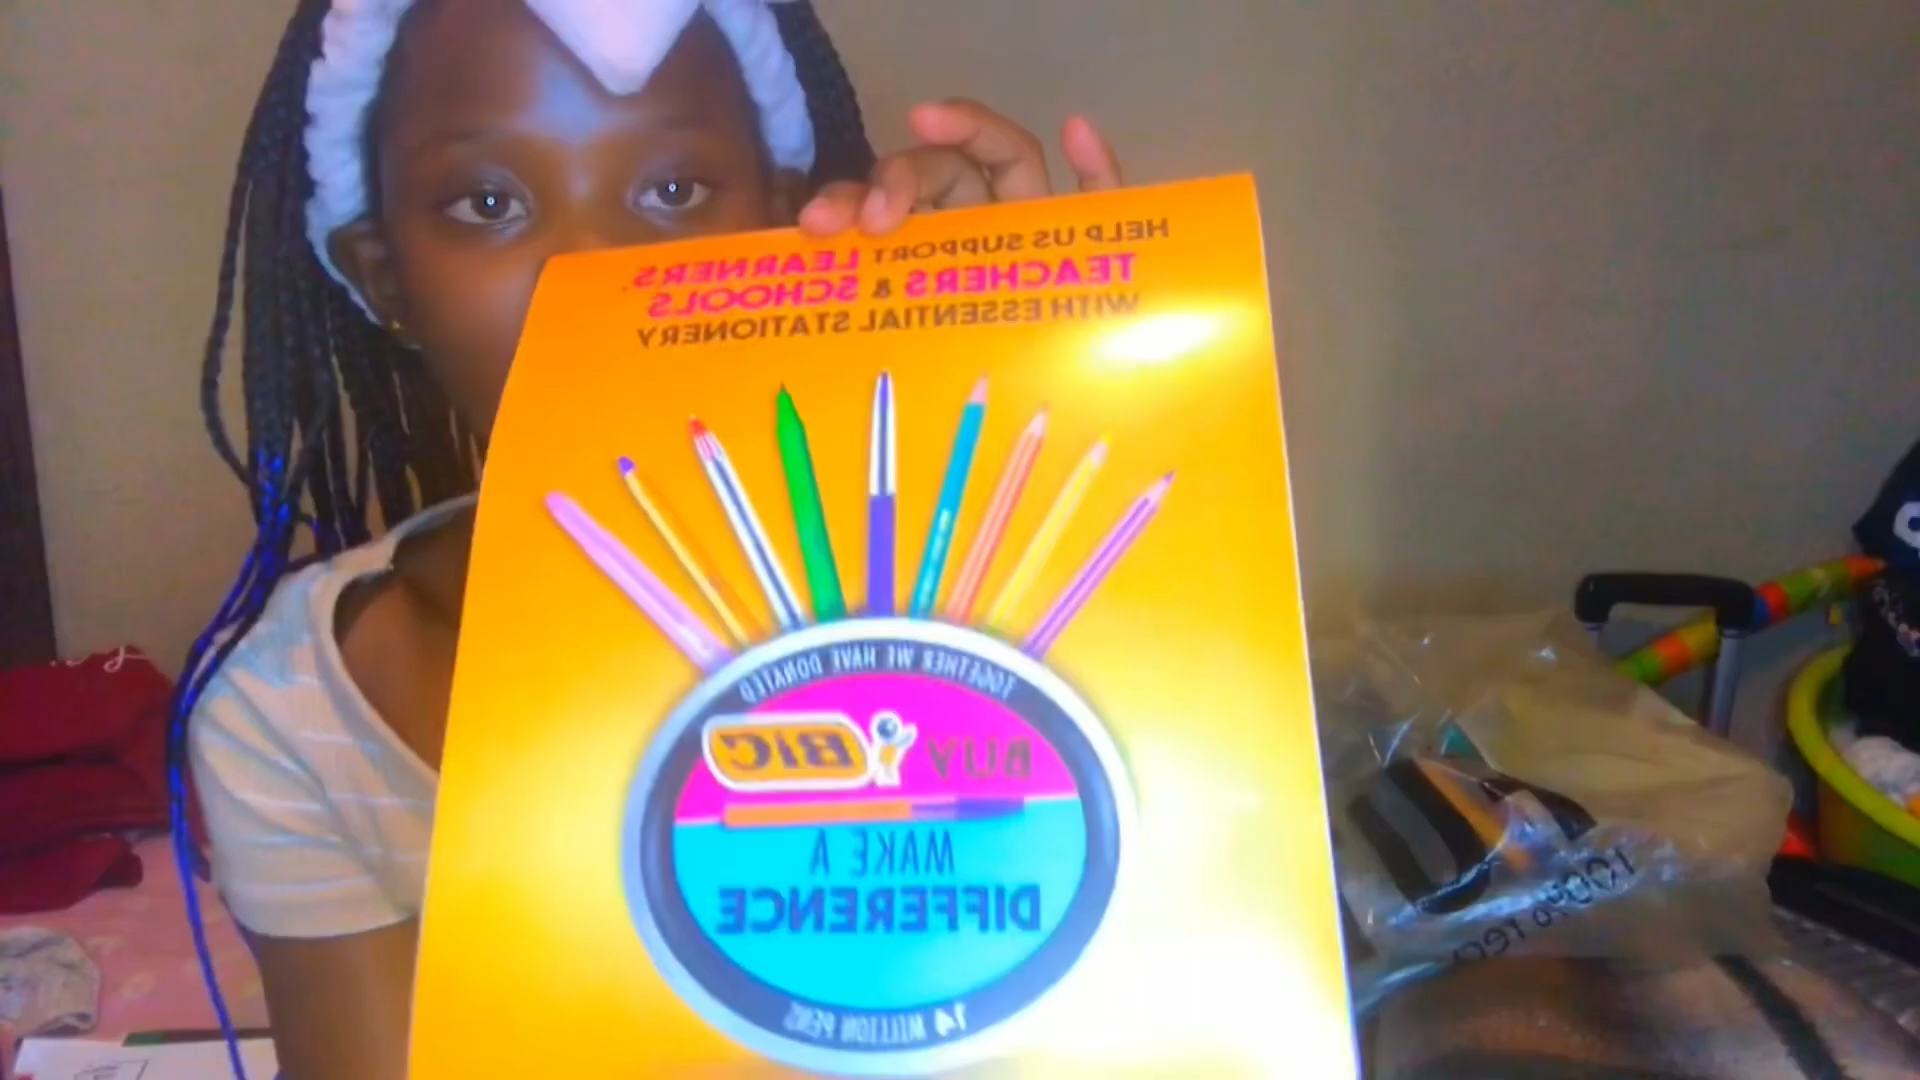 HELP US SUPPORT LEARNERS,
TEACHERS & SCHOOLS
WITH ESSENTIAL STATIONERY
TOGETHER WE HAVE DONATED
BUY BIC
MAKE A
DIFFERENCE
14 MILLION PENS
100%